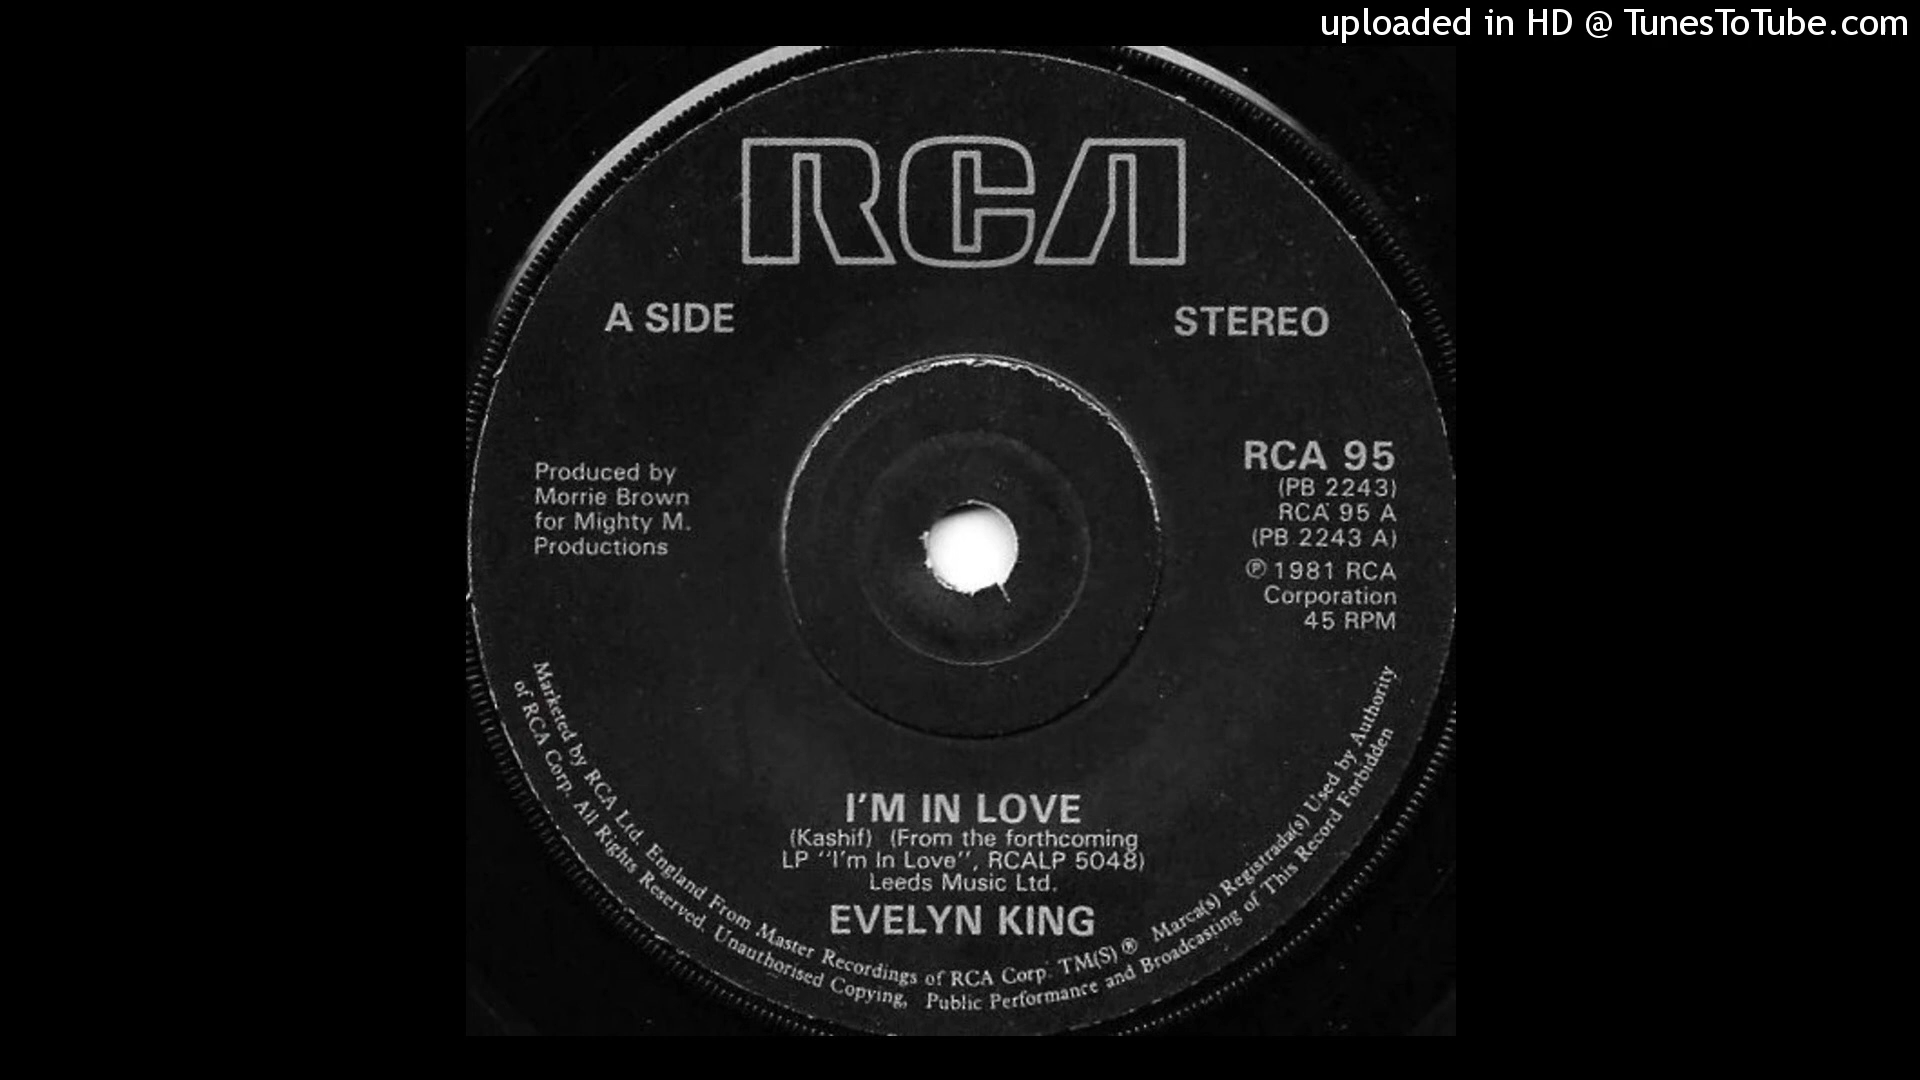 uploaded in HD @ TunesToTube.com
RCA
A SIDE
STEREO
Produced by
Morrie Brown
for Mighty M.
Productions
RCA 95
(PB 2243)
RCA 95 A
(PB 2243 A)
℗ 1981 RCA
Corporation
45 RPM
I'M IN LOVE
(Kashif) (From the forthcoming
LP "I'm In Love", RCALP 5048)
Leeds Music Ltd.
EVELYN KING
Marketed by RCA Ltd. England From Master Recordings of RCA Corp. TM(S) ® Marca(s) Registrada(s) Used by Authority
of RCA Corp. All Rights Reserved. Unauthorised Copying, Public Performance and Broadcasting of This Record Forbidden